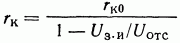 r_к = r_к0 / (1 − U_з.и/U_отс)